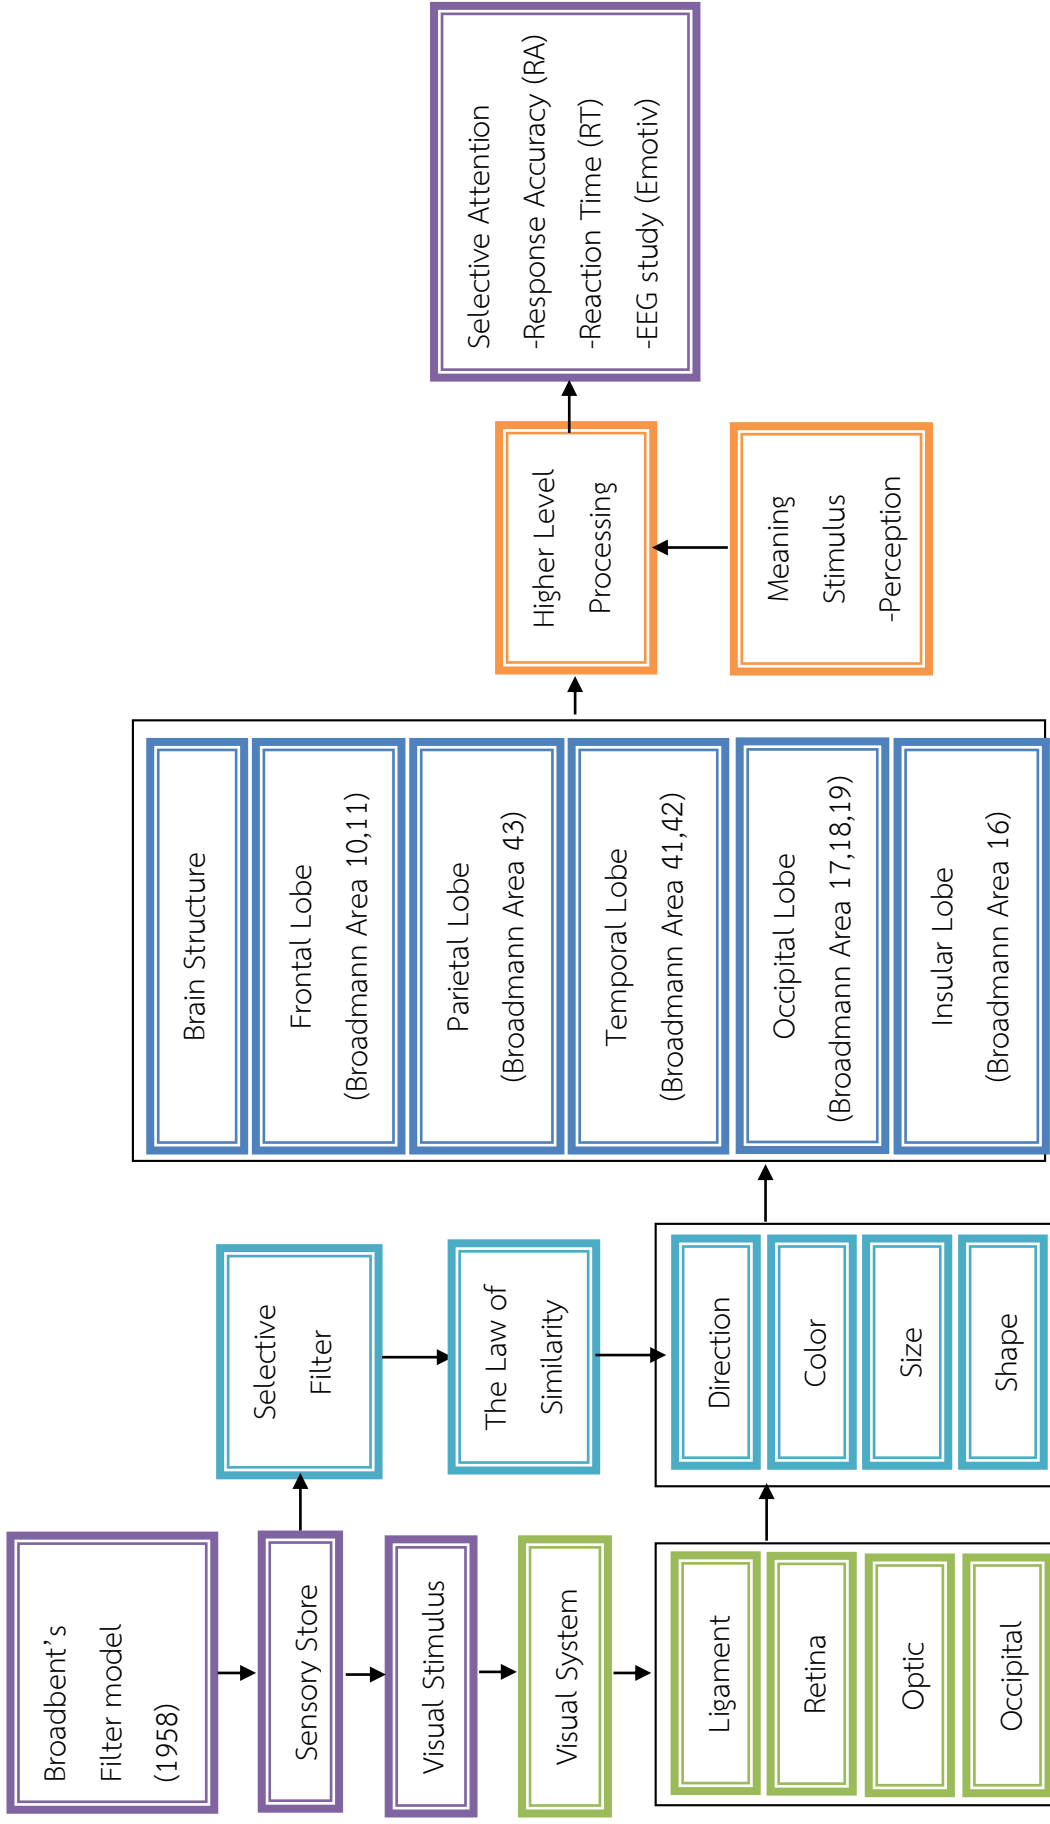 Broadbent's
Filter model
(1958)
Sensory Store
Visual Stimulus
Visual System
Ligament
Retina
Optic
Occipital
Selective
Filter
The Law of
Similarity
Direction
Color
Size
Shape
Brain Structure
Frontal Lobe
(Broadmann Area 10,11)
Parietal Lobe
(Broadmann Area 43)
Temporal Lobe
(Broadmann Area 41,42)
Occipital Lobe
(Broadmann Area 17,18,19)
Insular Lobe
(Broadmann Area 16)
Higher Level
Processing
Meaning
Stimulus
-Perception
Selective Attention
-Response Accuracy (RA)
-Reaction Time (RT)
-EEG study (Emotiv)